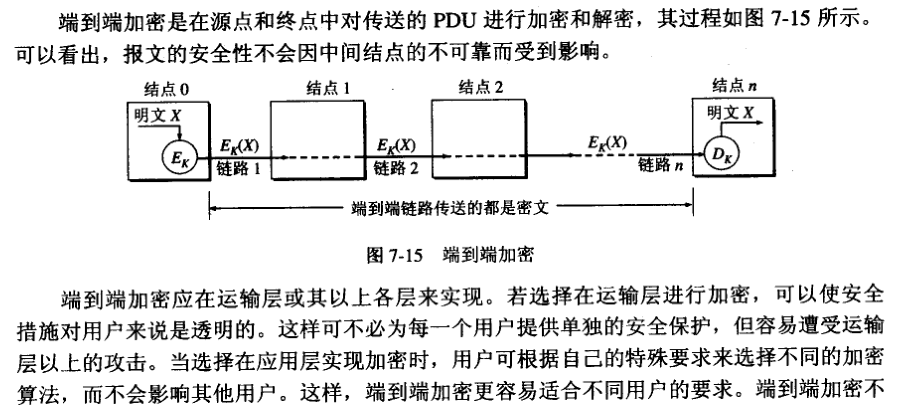 端到端加密是在源点和终点中对传送的 PDU 进行加密和解密，其过程如图 7-15 所示。
可以看出，报文的安全性不会因中间结点的不可靠而受到影响。
结点 0 结点 1 结点 2 结点 n
明文 X 明文 X
E_K E_K(X) E_K(X) E_K(X) D_K
链路 1 链路 2 链路 n
端到端链路传送的都是密文
图 7-15 端到端加密
端到端加密应在运输层或其以上各层来实现。若选择在运输层进行加密，可以使安全
措施对用户来说是透明的。这样可不必为每一个用户提供单独的安全保护，但容易遭受运输
层以上的攻击。当选择在应用层实现加密时，用户可根据自己的特殊要求来选择不同的加密
算法，而不会影响其他用户。这样，端到端加密更容易适合不同用户的要求。端到端加密不